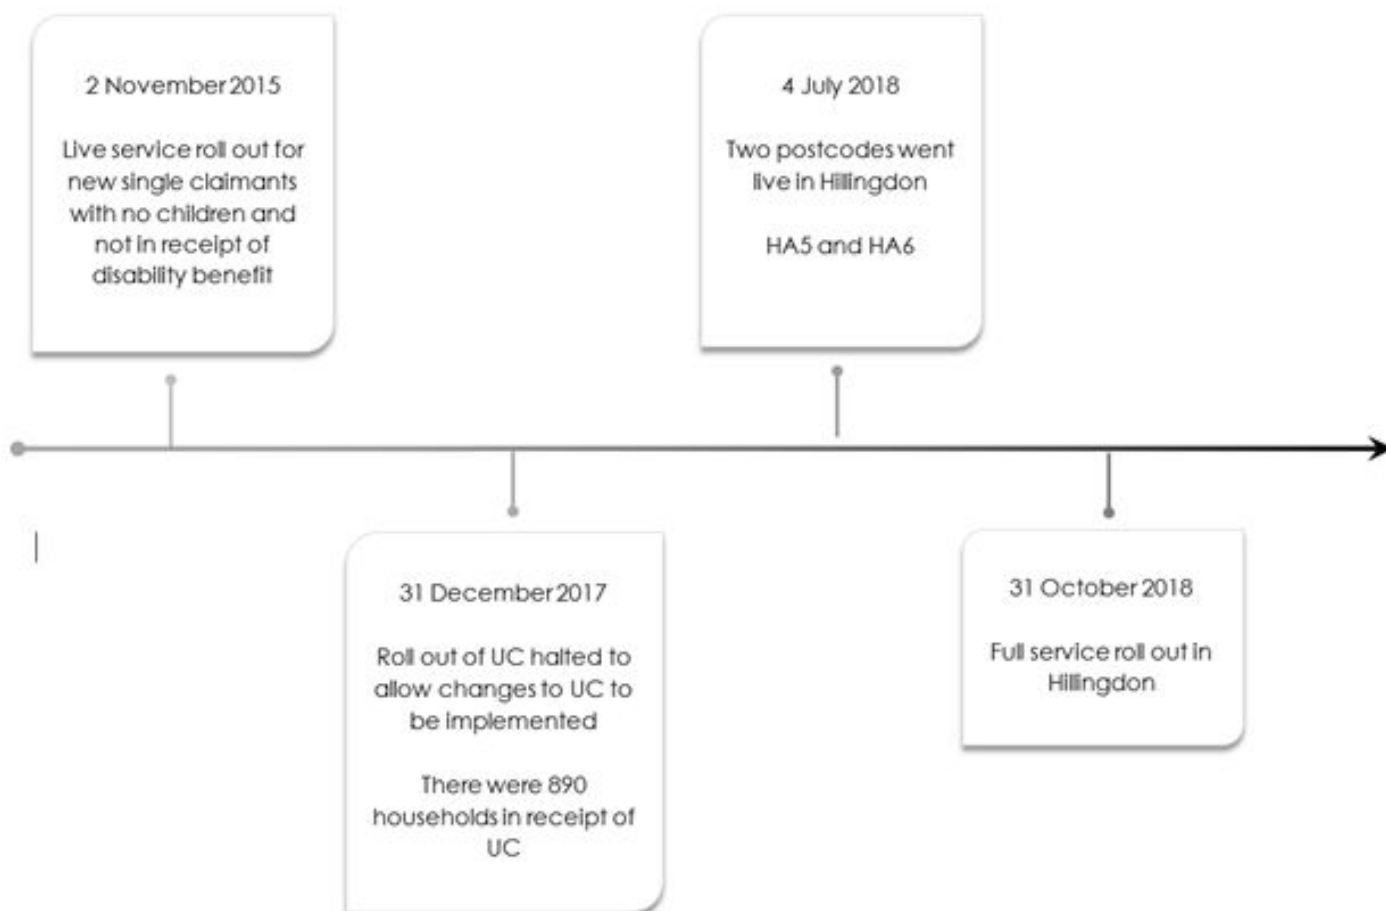 2 November 2015
Live service roll out for
new single claimants
with no children and
not in receipt of
disability benefit
31 December 2017
Roll out of UC halted to
allow changes to UC to
be implemented
There were 890
households in receipt of
UC
4 July 2018
Two postcodes went
live in Hillingdon
HA5 and HA6
31 October 2018
Full service roll out in
Hillingdon